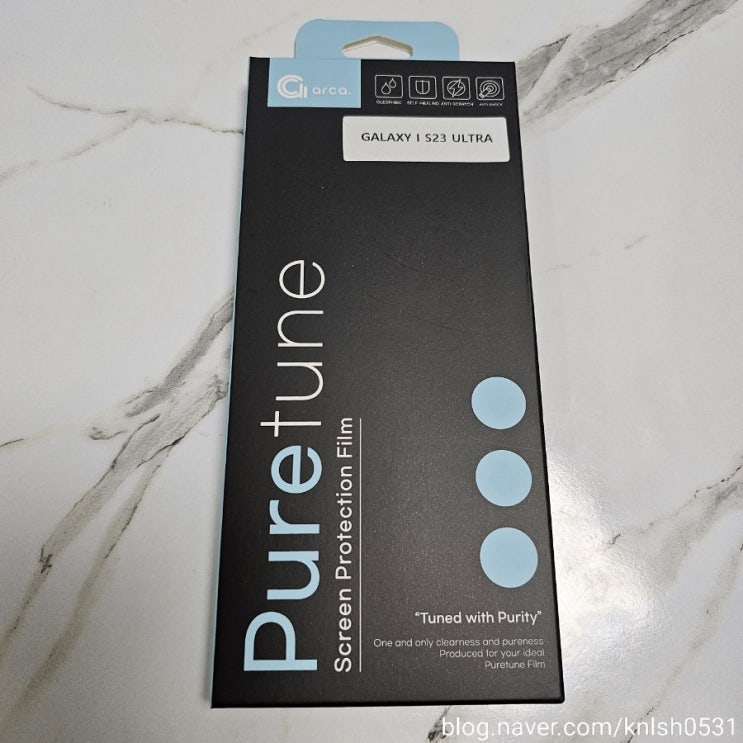 arca.
OLEOPHOBIC SELF-HEALING ANTI-SCRATCH ANTI-SHOCK
GALAXY I S23 ULTRA
Puretune
Screen Protection Film
“Tuned with Purity”
One and only clearness and pureness
Produced for your ideal
Puretune Film
blog.naver.com/knlsh0531